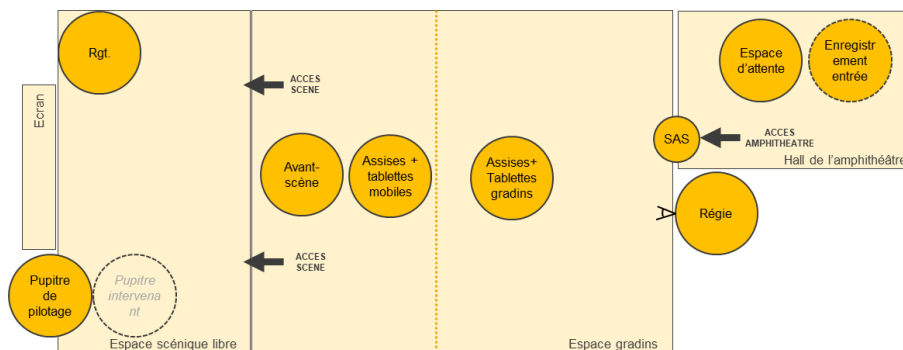 Rgt.
Ecran
ACCES
SCENE
Espace
d'attente
Enregistr
ement
entrée
SAS
ACCES
AMPHITHEATRE
Hall de l'amphithéâtre
Avant-
scène
Assises +
tablettes
mobiles
Assises+
Tablettes
gradins
Régie
ACCES
SCENE
Pupitre
de
pilotage
Pupitre
intervena
nt
Espace scénique libre
Espace gradins